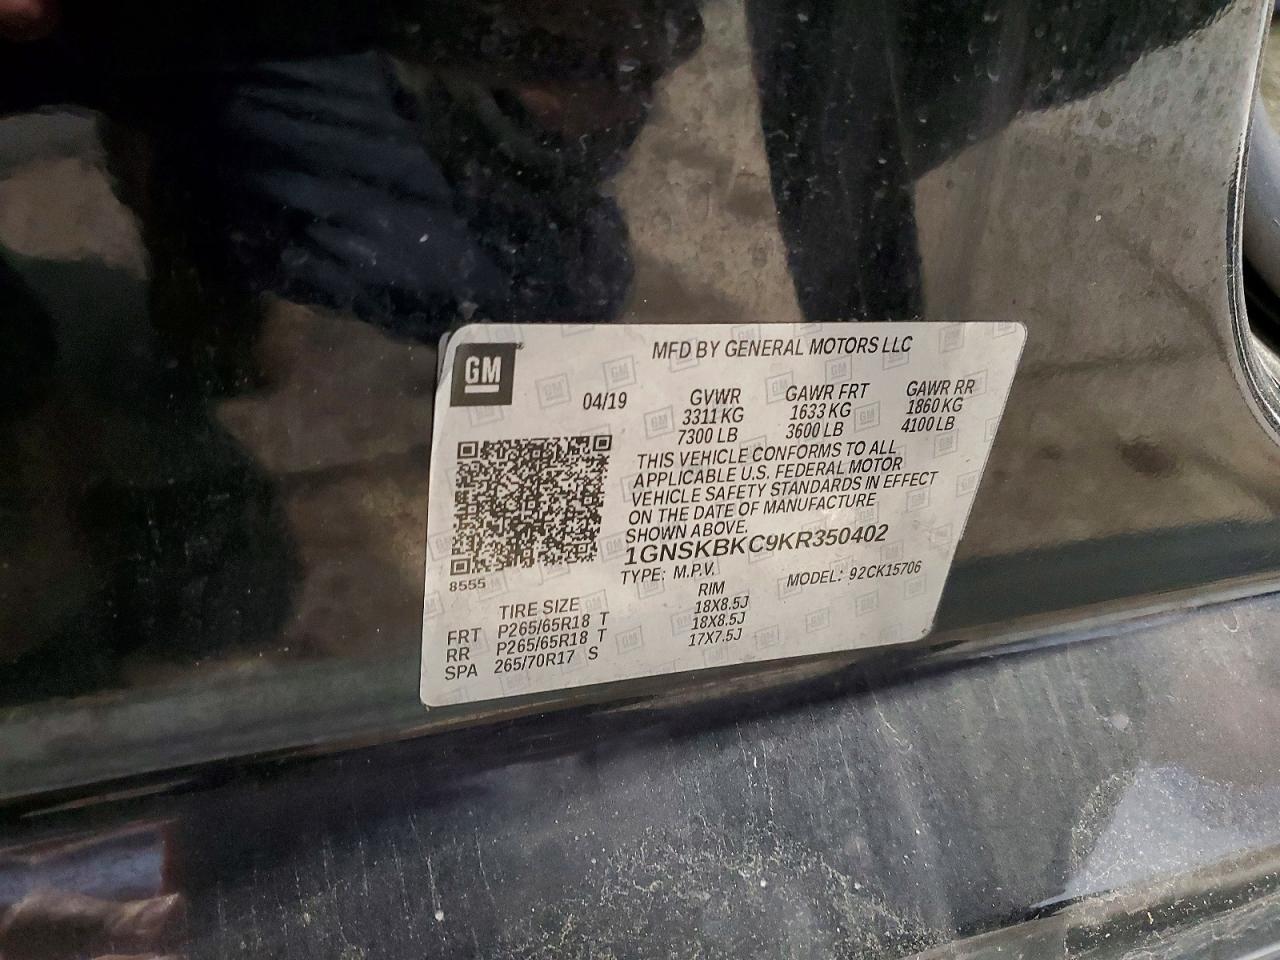 GM
MFD BY GENERAL MOTORS LLC
04/19
GVWR GAWR FRT GAWR RR
3311 KG 1633 KG 1860 KG
7300 LB 3600 LB 4100 LB
THIS VEHICLE CONFORMS TO ALL
APPLICABLE U.S. FEDERAL MOTOR
VEHICLE SAFETY STANDARDS IN EFFECT
ON THE DATE OF MANUFACTURE
SHOWN ABOVE.
1GNSKBKC9KR350402
8555
TYPE: M.P.V. MODEL: 92CK15706
TIRE SIZE RIM
FRT P265/65R18 T 18X8.5J
RR P265/65R18 T 18X8.5J
SPA 265/70R17 S 17X7.5J